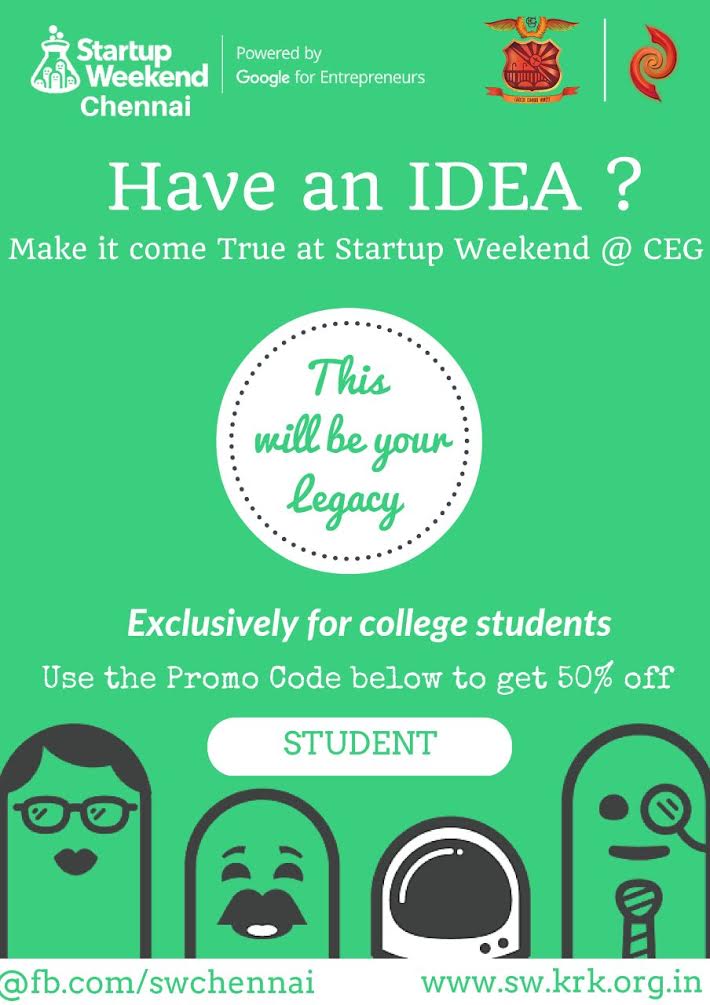 Startup
Weekend
Chennai
Powered by
Google for Entrepreneurs
Have an IDEA ?
Make it come True at Startup Weekend @ CEG
This
will be your
Legacy
Exclusively for college students
Use the Promo Code below to get 50% off
STUDENT
@fb.com/swchennai
www.sw.krk.org.in